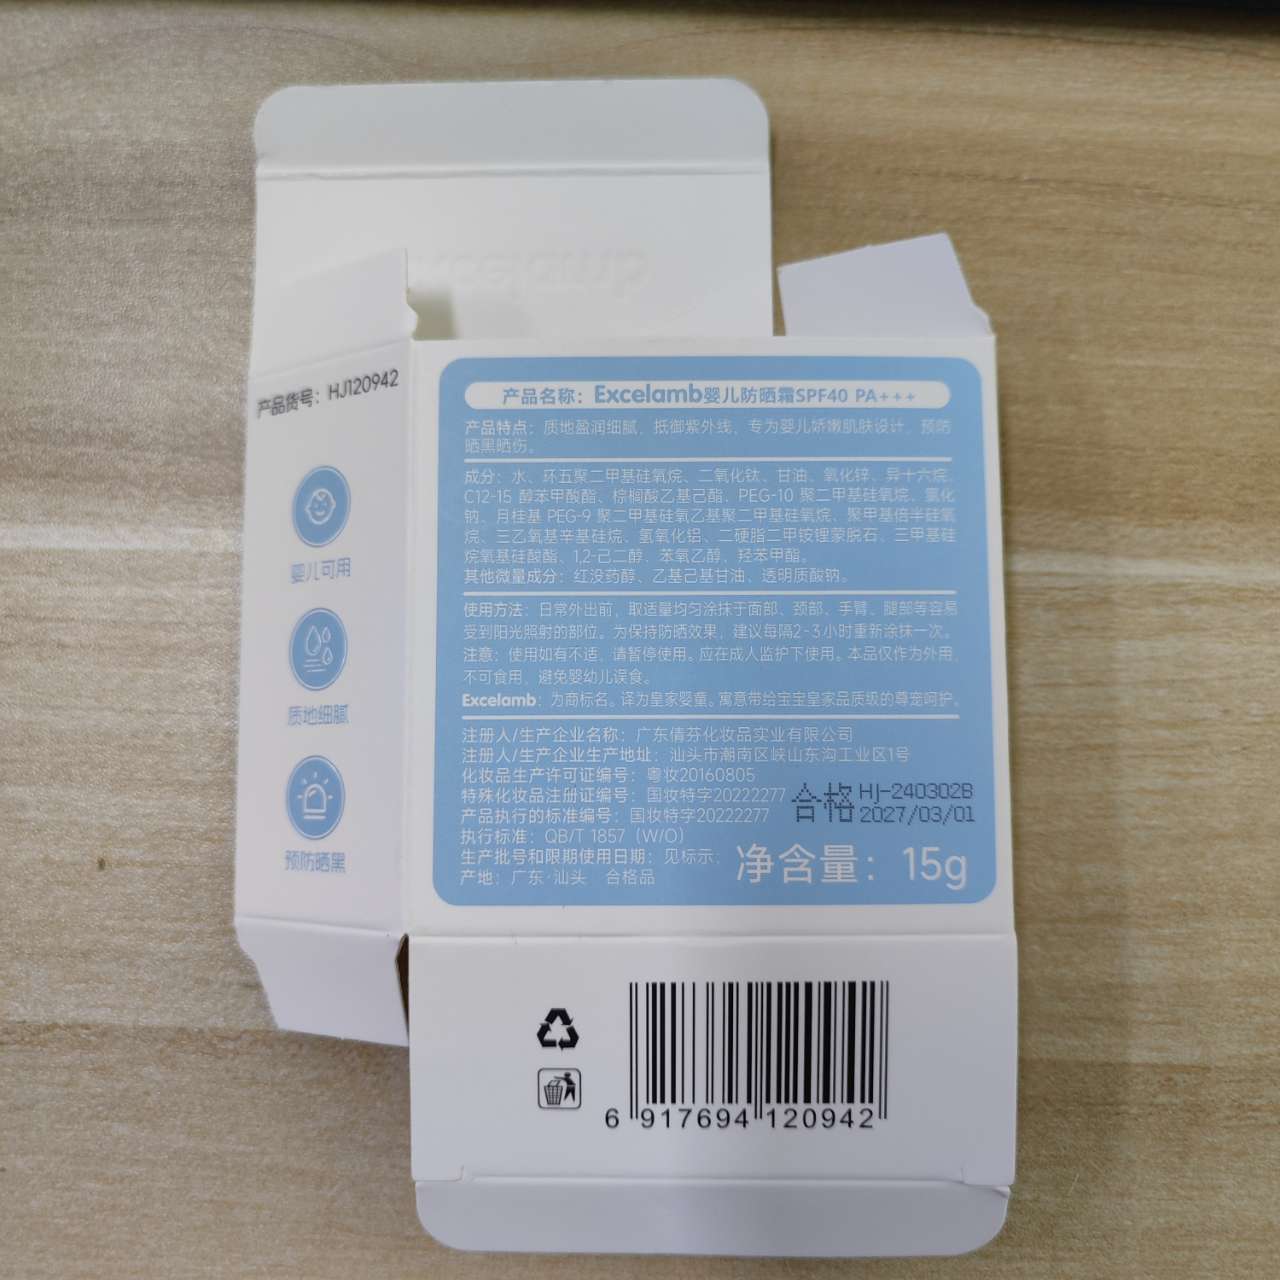 产品货号：HJ120942
婴儿可用
质地细腻
预防晒黑
产品名称：Excelamb婴儿防晒霜SPF40 PA+++
产品特点：质地盈润细腻，抵御紫外线，专为婴儿娇嫩肌肤设计，预防
晒黑晒伤。
成分：水、环五聚二甲基硅氧烷、二氧化钛、甘油、氧化锌、异十六烷、
C12-15 醇苯甲酸酯、棕榈酸乙基己酯、PEG-10 聚二甲基硅氧烷、氯化
钠、月桂基 PEG-9 聚二甲基硅氧乙基聚二甲基硅氧烷、聚甲基倍半硅氧
烷、三乙氧基辛基硅烷、氢氧化铝、二硬脂二甲铵锂蒙脱石、三甲基硅
烷氧基硅酸酯、1,2-己二醇、苯氧乙醇、羟苯甲酯。
其他微量成分：红没药醇、乙基己基甘油、透明质酸钠。
使用方法：日常外出前，取适量均匀涂抹于面部、颈部、手臂、腿部等容易
受到阳光照射的部位。为保持防晒效果，建议每隔2-3小时重新涂抹一次。
注意：使用如有不适，请暂停使用。应在成人监护下使用。本品仅作为外用，
不可食用，避免婴幼儿误食。
Excelamb：为商标名。译为皇家婴童。寓意带给宝宝皇家品质级的尊宠呵护。
注册人/生产企业名称：广东倩芬化妆品实业有限公司
注册人/生产企业生产地址：汕头市潮南区峡山东沟工业区1号
化妆品生产许可证编号：粤妆20160805
特殊化妆品注册证编号：国妆特字20222277
产品执行的标准编号：国妆特字20222277
执行标准：QB/T 1857（W/O）
生产批号和限期使用日期：见标示；
产地：广东·汕头 合格品
合格 HJ-240302B
2027/03/01
净含量：15g
6 917694 120942